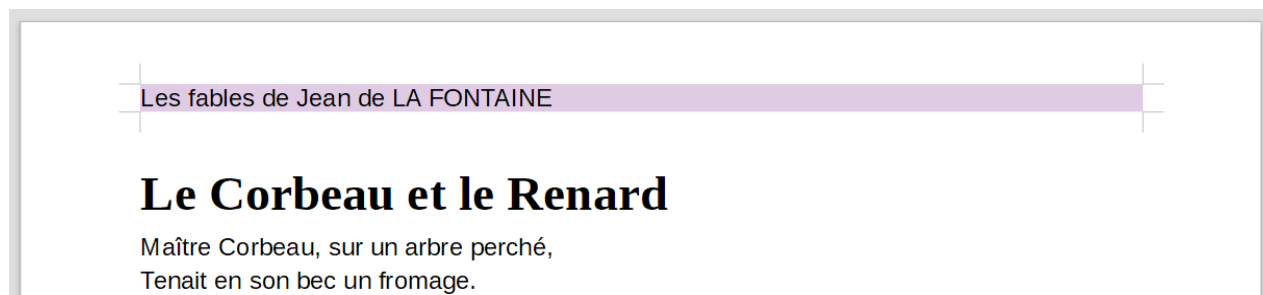 Les fables de Jean de LA FONTAINE
Le Corbeau et le Renard
Maître Corbeau, sur un arbre perché,
Tenait en son bec un fromage.